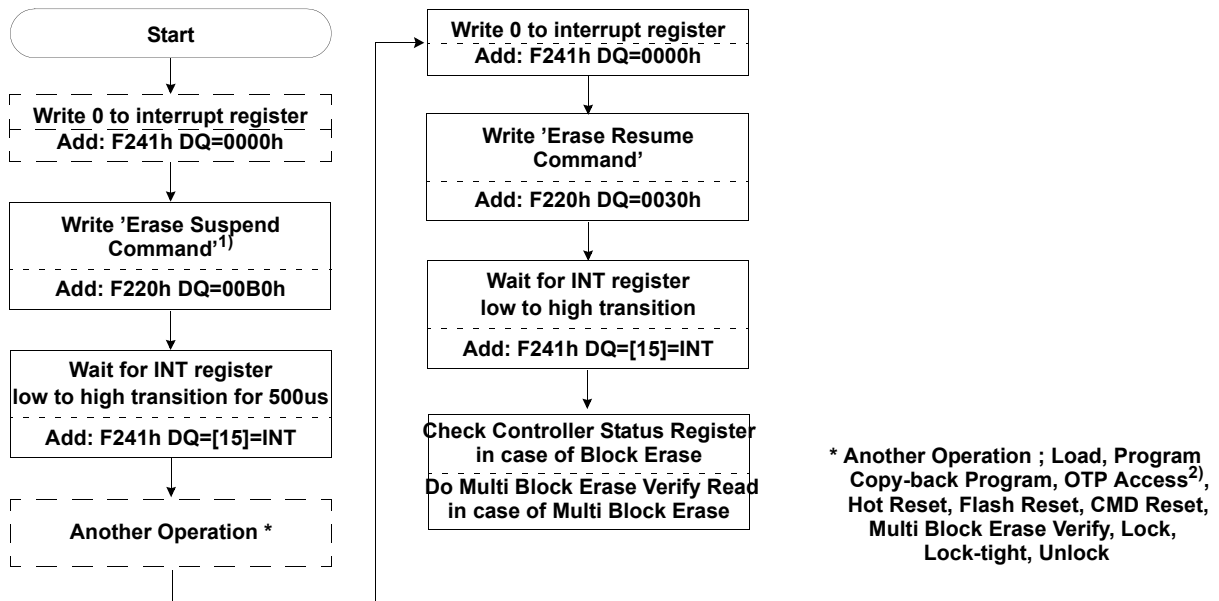 Start
Write 0 to interrupt register
Add: F241h DQ=0000h
Write ’Erase Suspend
Command’1)
Add: F220h DQ=00B0h
Wait for INT register
low to high transition for 500us
Add: F241h DQ=[15]=INT
Another Operation *
Write 0 to interrupt register
Add: F241h DQ=0000h
Write ’Erase Resume
Command’
Add: F220h DQ=0030h
Wait for INT register
low to high transition
Add: F241h DQ=[15]=INT
Check Controller Status Register
in case of Block Erase
Do Multi Block Erase Verify Read
in case of Multi Block Erase
* Another Operation ; Load, Program
Copy-back Program, OTP Access2),
Hot Reset, Flash Reset, CMD Reset,
Multi Block Erase Verify, Lock,
Lock-tight, Unlock